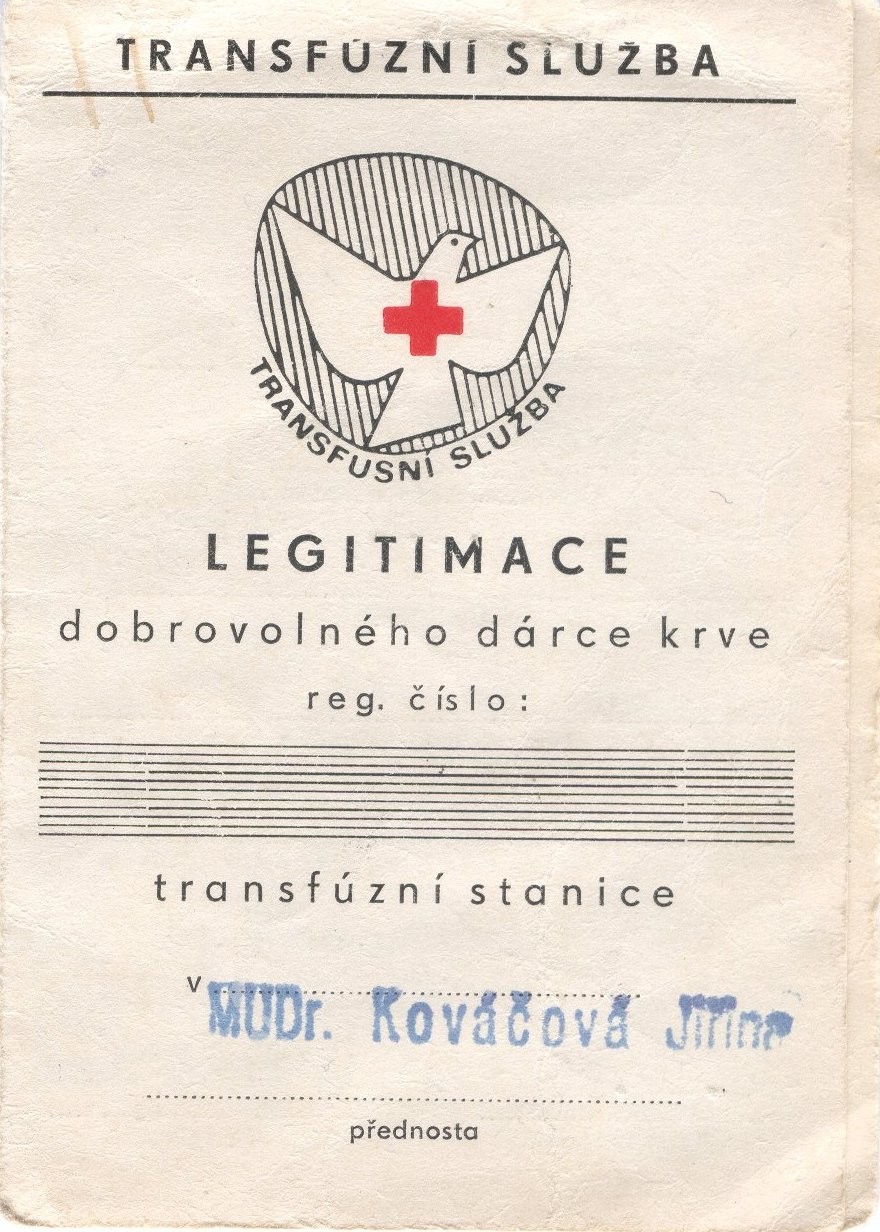 TRANSFÚZNÍ SLUŽBA
TRANSFUSNÍ SLUŽBA
LEGITIMACE
dobrovolného dárce krve
reg. číslo:
transfúzní stanice
v
MUDr. Kováčová Jiřina
přednosta